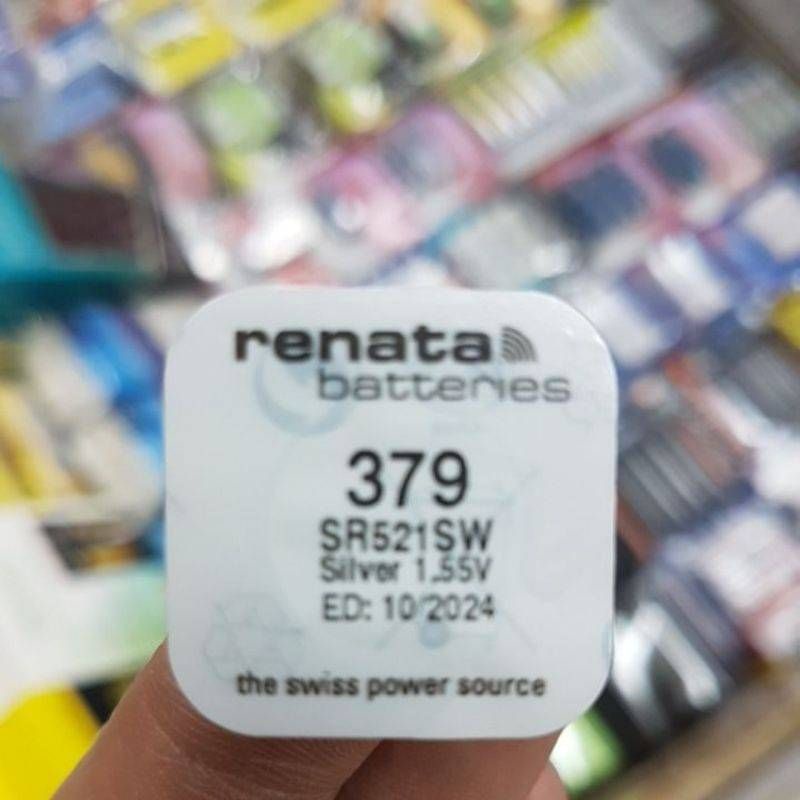 renata
batteries
379
SR521SW
Silver 1.55V
ED: 10/2024
the swiss power source